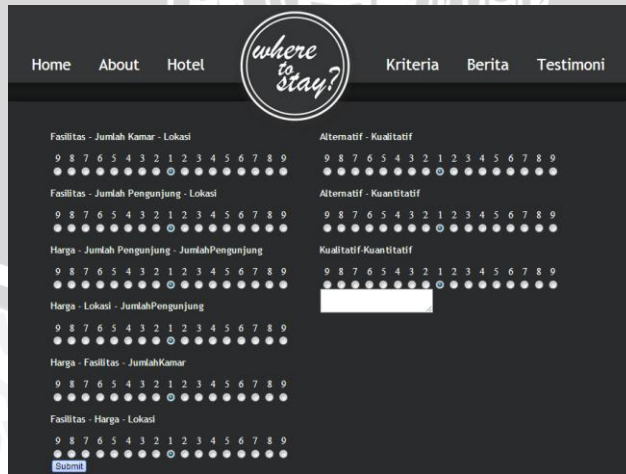 Home About Hotel where to stay? Kriteria Berita Testimoni
Fasilitas - Jumlah Kamar - Lokasi
9 8 7 6 5 4 3 2 1 2 3 4 5 6 7 8 9
Fasilitas - Jumlah Pengunjung - Lokasi
9 8 7 6 5 4 3 2 1 2 3 4 5 6 7 8 9
Harga - Jumlah Pengunjung - JumlahPengunjung
9 8 7 6 5 4 3 2 1 2 3 4 5 6 7 8 9
Harga - Lokasi - JumlahPengunjung
9 8 7 6 5 4 3 2 1 2 3 4 5 6 7 8 9
Harga - Fasilitas - JumlahKamar
9 8 7 6 5 4 3 2 1 2 3 4 5 6 7 8 9
Fasilitas - Harga - Lokasi
9 8 7 6 5 4 3 2 1 2 3 4 5 6 7 8 9
Submit
Alternatif - Kualitatif
9 8 7 6 5 4 3 2 1 2 3 4 5 6 7 8 9
Alternatif - Kuantitatif
9 8 7 6 5 4 3 2 1 2 3 4 5 6 7 8 9
Kualitatif-Kuantitatif
9 8 7 6 5 4 3 2 1 2 3 4 5 6 7 8 9